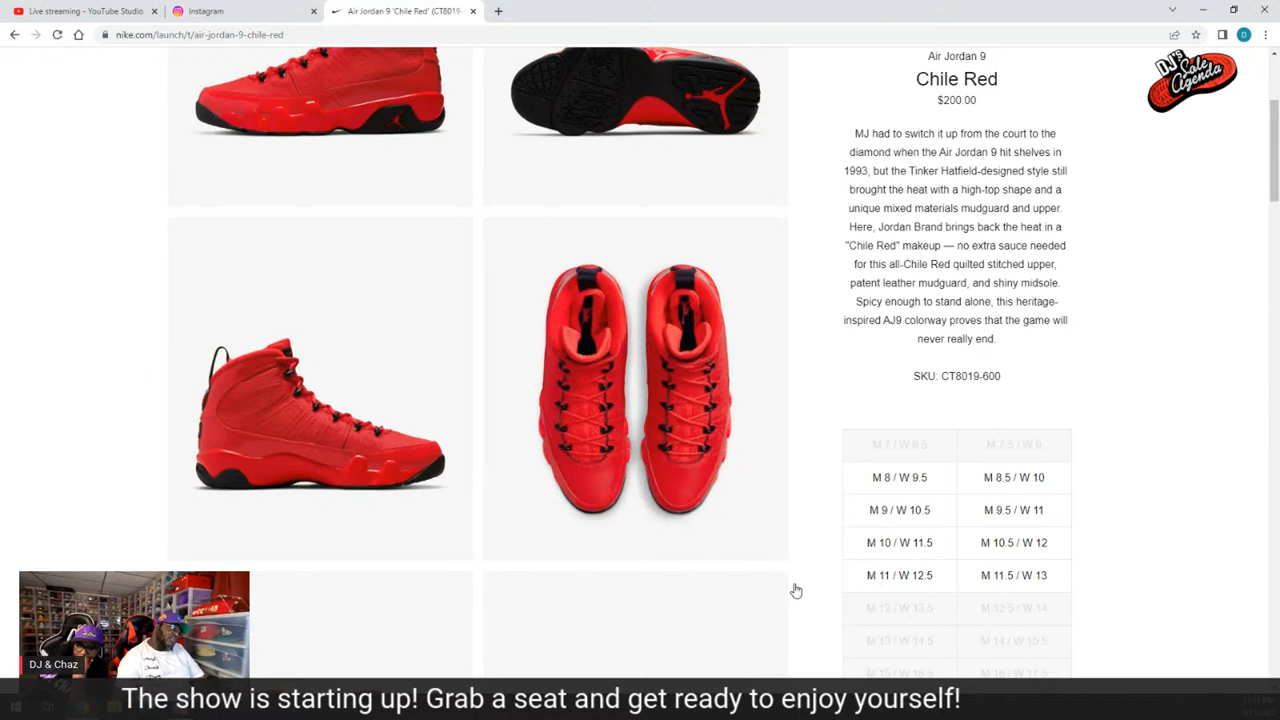 Live streaming - YouTube Studio
Instagram
Air Jordan 9 'Chile Red' (CT8019-
nike.com/launch/t/air-jordan-9-chile-red
D
DJ's
Sole
Agenda
Air Jordan 9
Chile Red
$200.00
MJ had to switch it up from the court to the
diamond when the Air Jordan 9 hit shelves in
1993, but the Tinker Hatfield-designed style still
brought the heat with a high-top shape and a
unique mixed materials mudguard and upper.
Here, Jordan Brand brings back the heat in a
"Chile Red" makeup — no extra sauce needed
for this all-Chile Red quilted stitched upper,
patent leather mudguard, and shiny midsole.
Spicy enough to stand alone, this heritage-
inspired AJ9 colorway proves that the game will
never really end.
SKU: CT8019-600
M 7 / W 8.5 M 7.5 / W 9
M 8 / W 9.5 M 8.5 / W 10
M 9 / W 10.5 M 9.5 / W 11
M 10 / W 11.5 M 10.5 / W 12
M 11 / W 12.5 M 11.5 / W 13
M 12 / W 13.5 M 12.5 / W 14
M 13 / W 14.5 M 14 / W 15.5
M 15 / W 16.5 M 16 / W 17.5
DJ & Chaz
The show is starting up! Grab a seat and get ready to enjoy yourself!